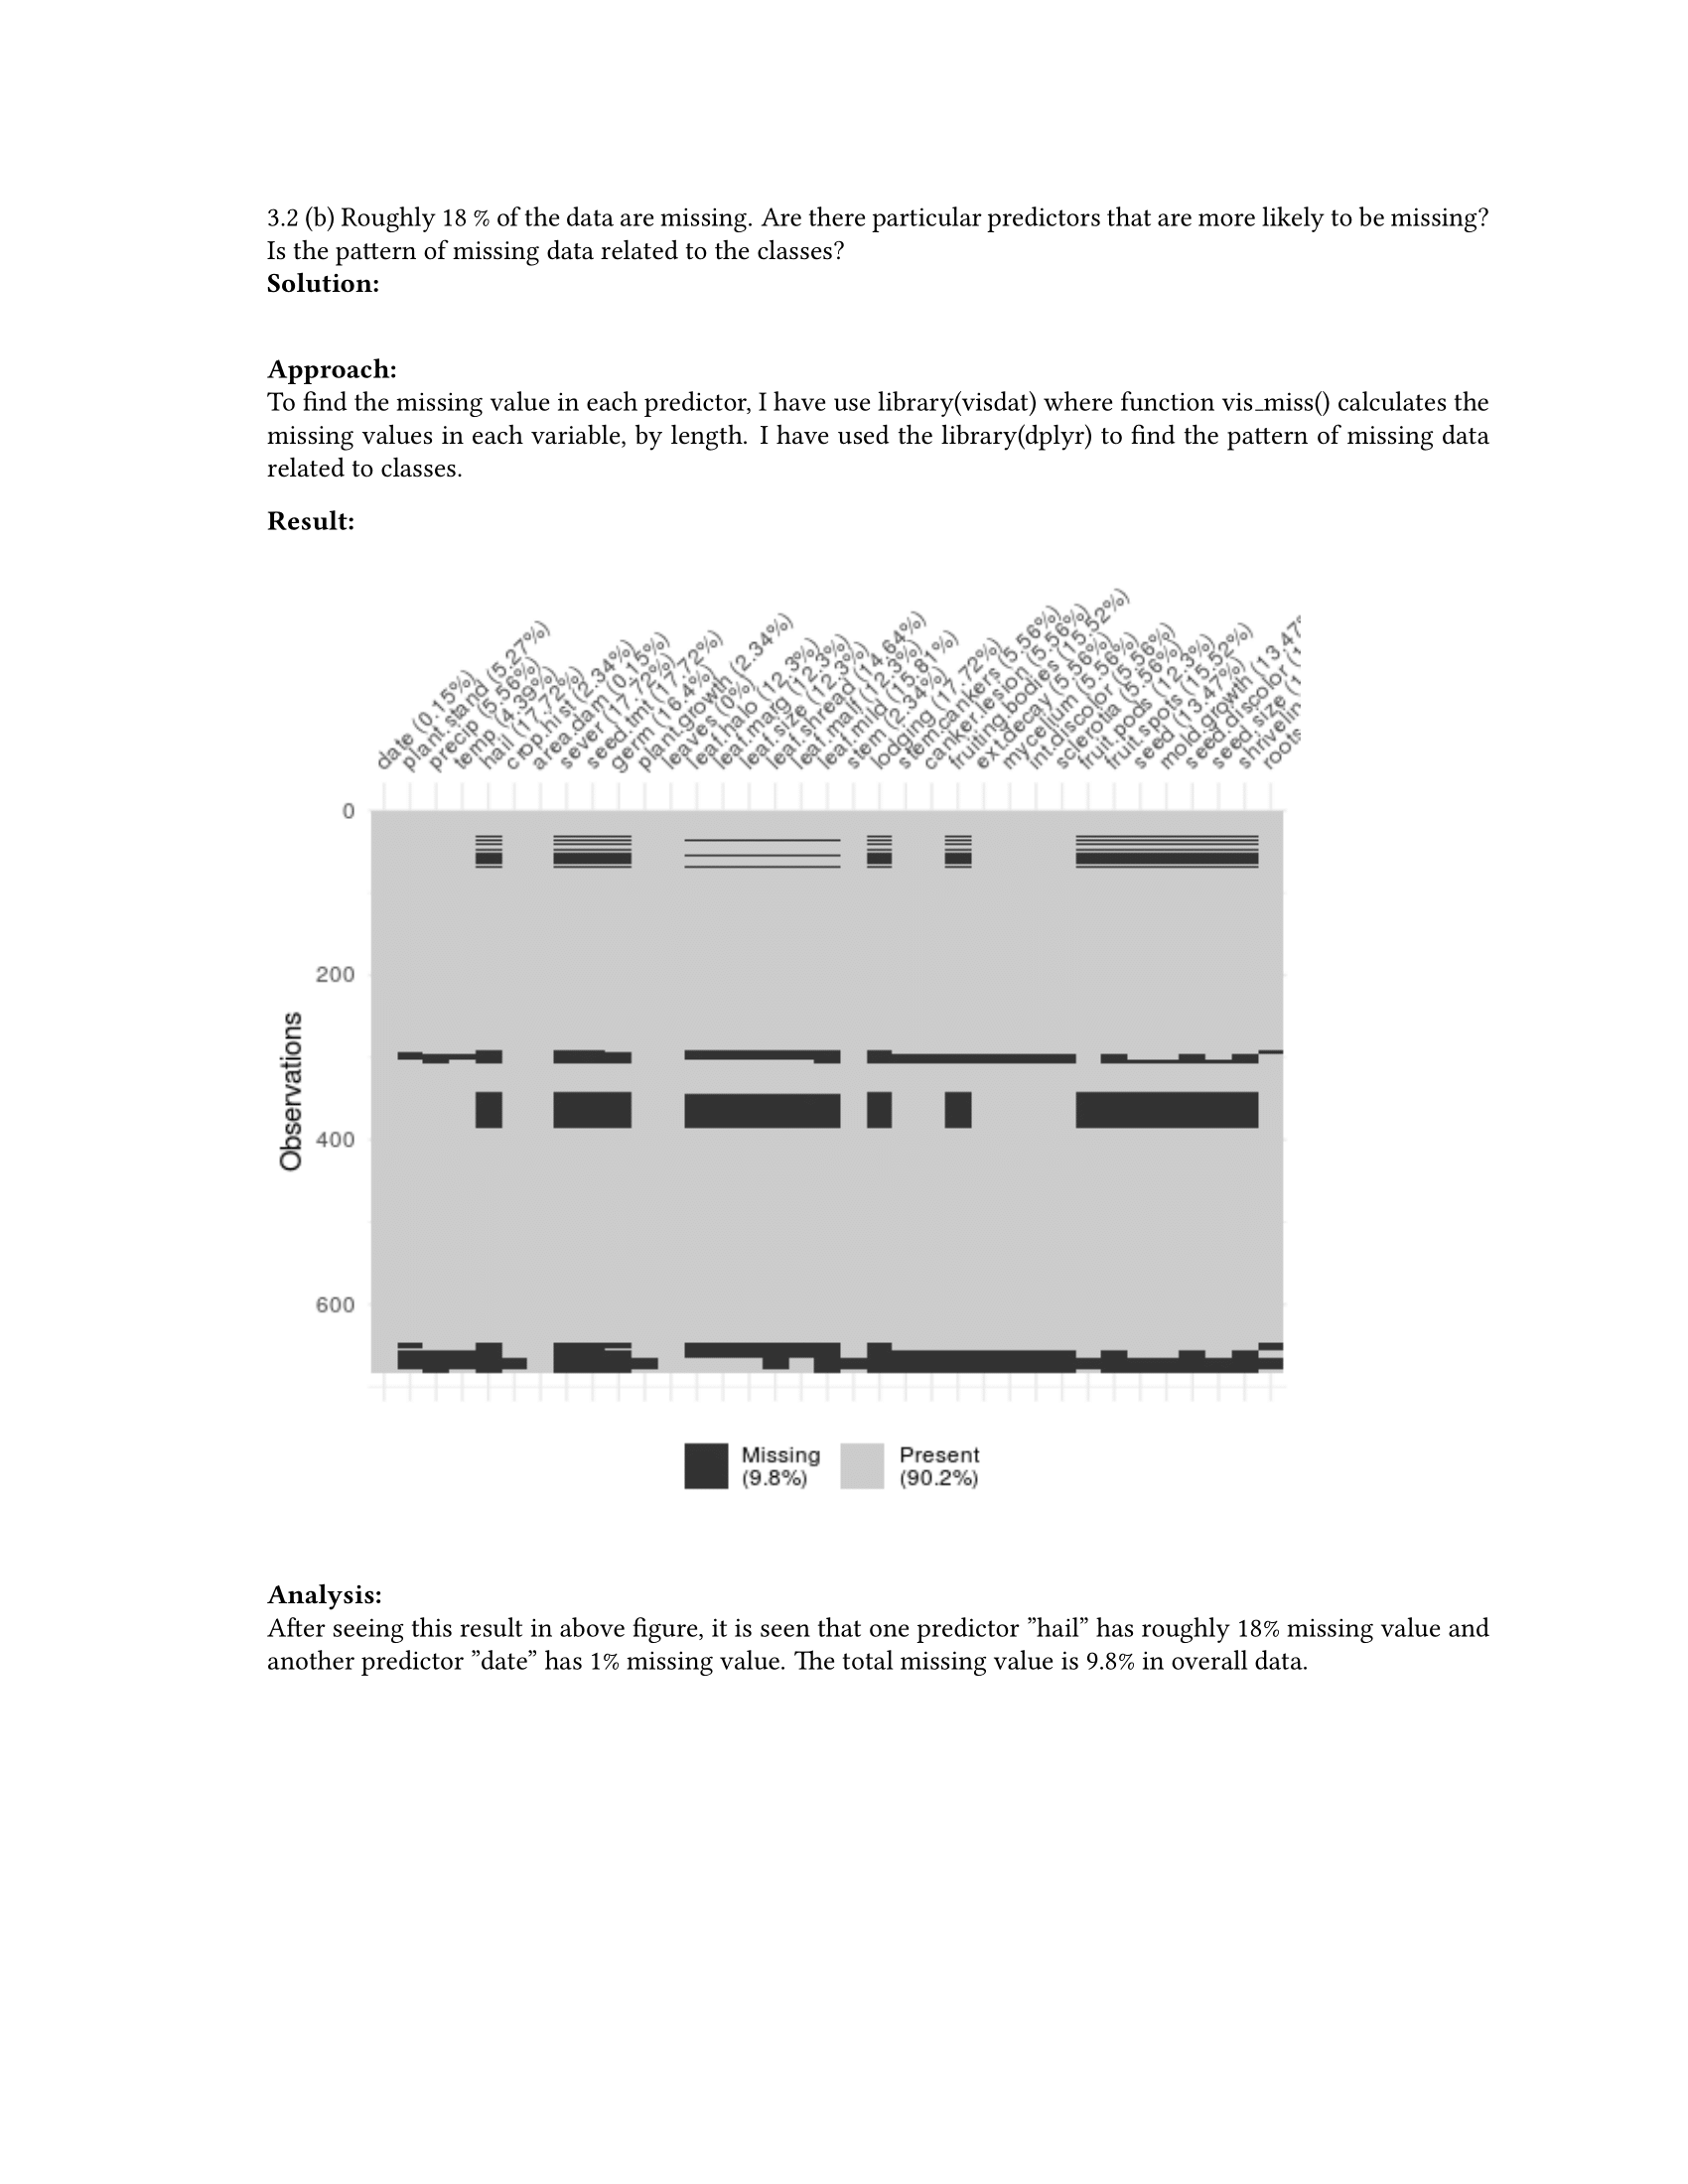 3.2 (b) Roughly 18 % of the data are missing. Are there particular predictors that are more likely to be missing?
Is the pattern of missing data related to the classes?
Solution:
Approach:
To find the missing value in each predictor, I have use library(visdat) where function vis_miss() calculates the
missing values in each variable, by length. I have used the library(dplyr) to find the pattern of missing data
related to classes.
Result:
date (0.15%)
plant.stand (5.27%)
precip (5.56%)
temp (4.39%)
hail (17.72%)
crop.hist (2.34%)
area.dam (0.15%)
sever (17.72%)
seed.tmt (17.72%)
germ (16.4%)
plant.growth (2.34%)
leaves (0%)
leaf.halo (12.3%)
leaf.marg (12.3%)
leaf.size (12.3%)
leaf.shread (14.64%)
leaf.malf (12.3%)
leaf.mild (15.81%)
stem (2.34%)
lodging (17.72%)
stem.cankers (5.56%)
canker.lesion (5.56%)
fruiting.bodies (15.52%)
ext.decay (5.56%)
mycelium (5.56%)
int.discolor (5.56%)
sclerotia (5.56%)
fruit.pods (12.3%)
fruit.spots (15.52%)
seed (13.47%)
mold.growth (13.47%
seed.discolor (1
seed.size (1
shrivelin
roots
0
200
400
600
Observations
Missing
(9.8%)
Present
(90.2%)
Analysis:
After seeing this result in above figure, it is seen that one predictor ”hail” has roughly 18% missing value and
another predictor ”date” has 1% missing value. The total missing value is 9.8% in overall data.